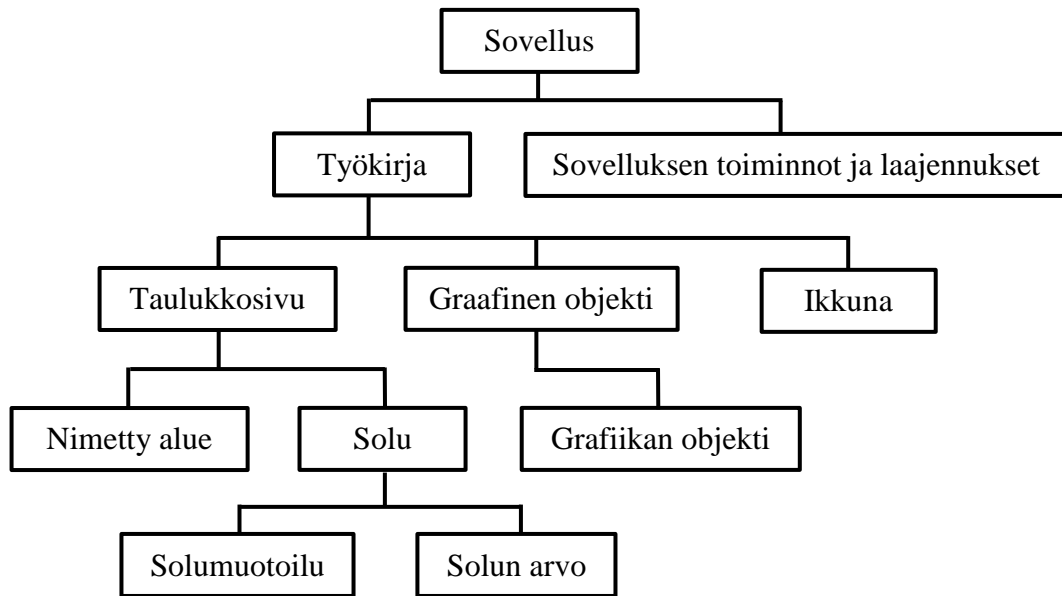 Sovellus
Työkirja
Sovelluksen toiminnot ja laajennukset
Taulukkosivu
Graafinen objekti
Ikkuna
Nimetty alue
Solu
Grafiikan objekti
Solumuotoilu
Solun arvo